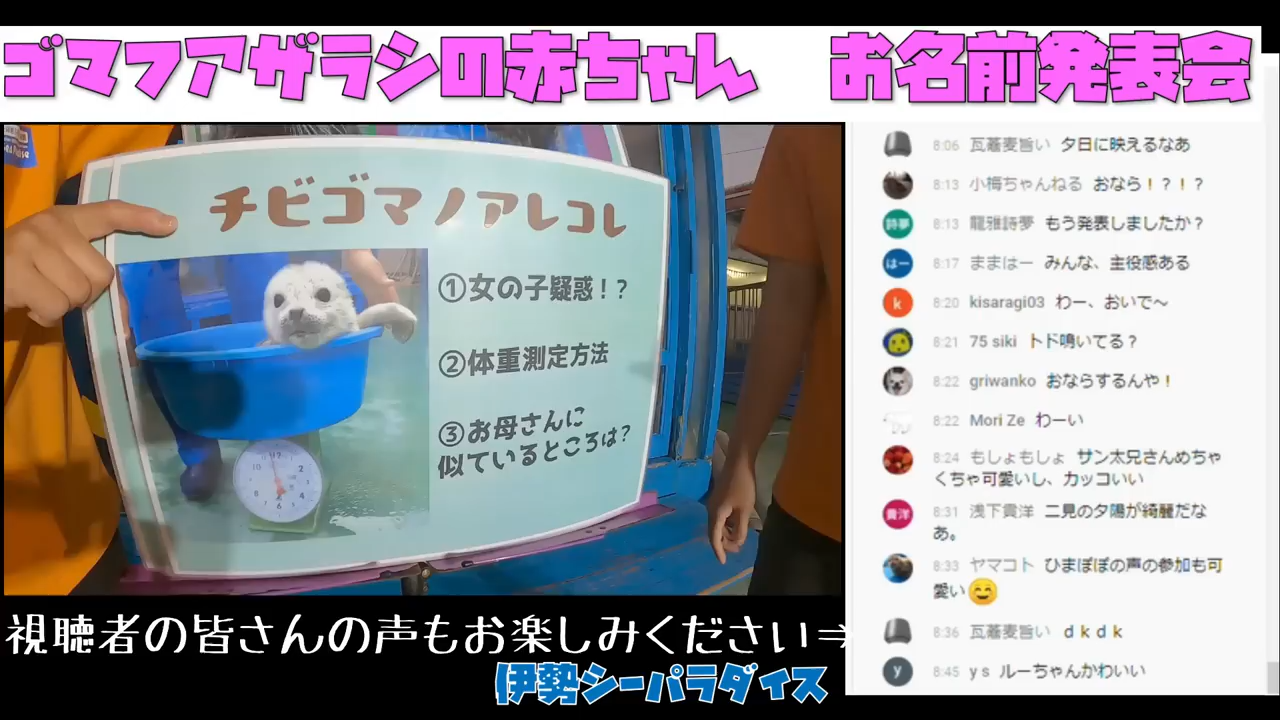 ゴマフアザラシの赤ちゃん　お名前発表会
チビゴマノアレコレ
①女の子疑惑！？
②体重測定方法
③お母さんに
似ているところは？
視聴者の皆さんの声もお楽しみください⇒
伊勢シーパラダイス
8:06 瓦蕎麦旨い 夕日に映えるなあ
8:13 小梅ちゃんねる おなら！？！？
詩夢 8:13 龍雅詩夢 もう発表しましたか？
はー 8:17 ままはー みんな、主役感ある
k 8:20 kisaragi03 わー、おいで～
8:21 75 siki トド鳴いてる？
8:22 griwanko おならするんや！
8:22 Mori Ze わーい
8:24 もしょもしょ サン太兄さんめちゃ
くちゃ可愛いし、カッコいい
貴洋 8:31 浅下貴洋 二見の夕陽が綺麗だな
あ。
8:33 ヤマコト ひまぽぽの声の参加も可
愛い😊
8:36 瓦蕎麦旨い ｄｋｄｋ
y 8:45 y s ルーちゃんかわいい